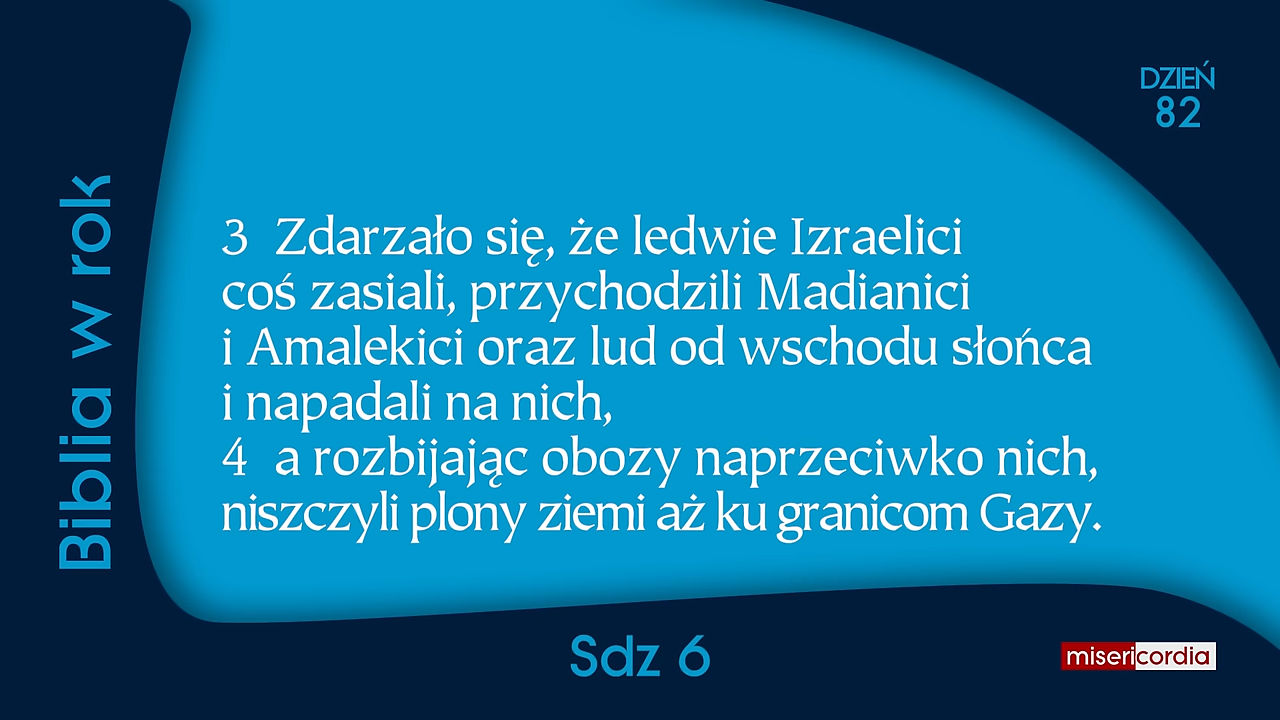 DZIEŃ
82
Biblia w rok
3 Zdarzało się, że ledwie Izraelici
coś zasiali, przychodzili Madianici
i Amalekici oraz lud od wschodu słońca
i napadali na nich,
4 a rozbijając obozy naprzeciwko nich,
niszczyli plony ziemi aż ku granicom Gazy.
Sdz 6
misericordia